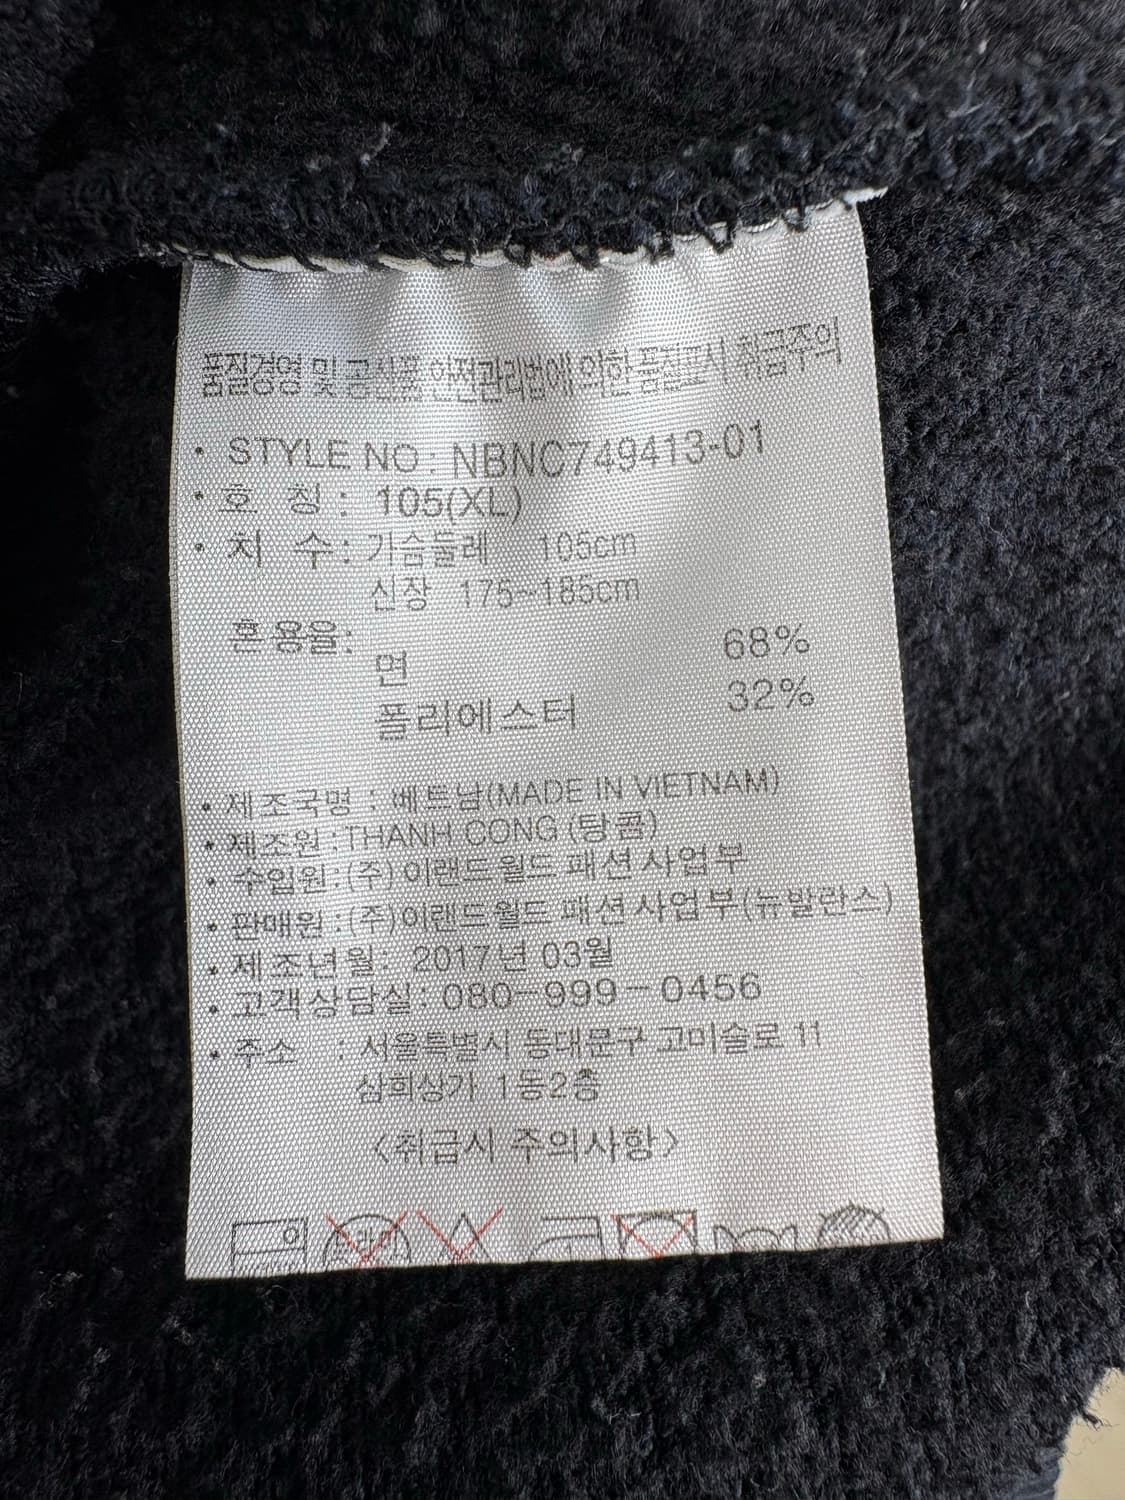 품질경영 및 공산품 안전관리법에 의한 품질표시 취급주의
• STYLE NO : NBNC749413-01
• 호 칭 : 105(XL)
• 치 수 : 가슴둘레 105cm
신장 175~185cm
혼용율:
면 68%
폴리에스터 32%
• 제조국명 : 베트남(MADE IN VIETNAM)
• 제조원 : THANH CONG (탕콤)
• 수입원 : (주)이랜드월드 패션사업부
• 판매원 : (주)이랜드월드 패션사업부(뉴발란스)
• 제조년월 : 2017년 03월
• 고객상담실 : 080-999-0456
• 주소 : 서울특별시 동대문구 고미술로 11
삼희상가 1동2층
<취급시 주의사항>